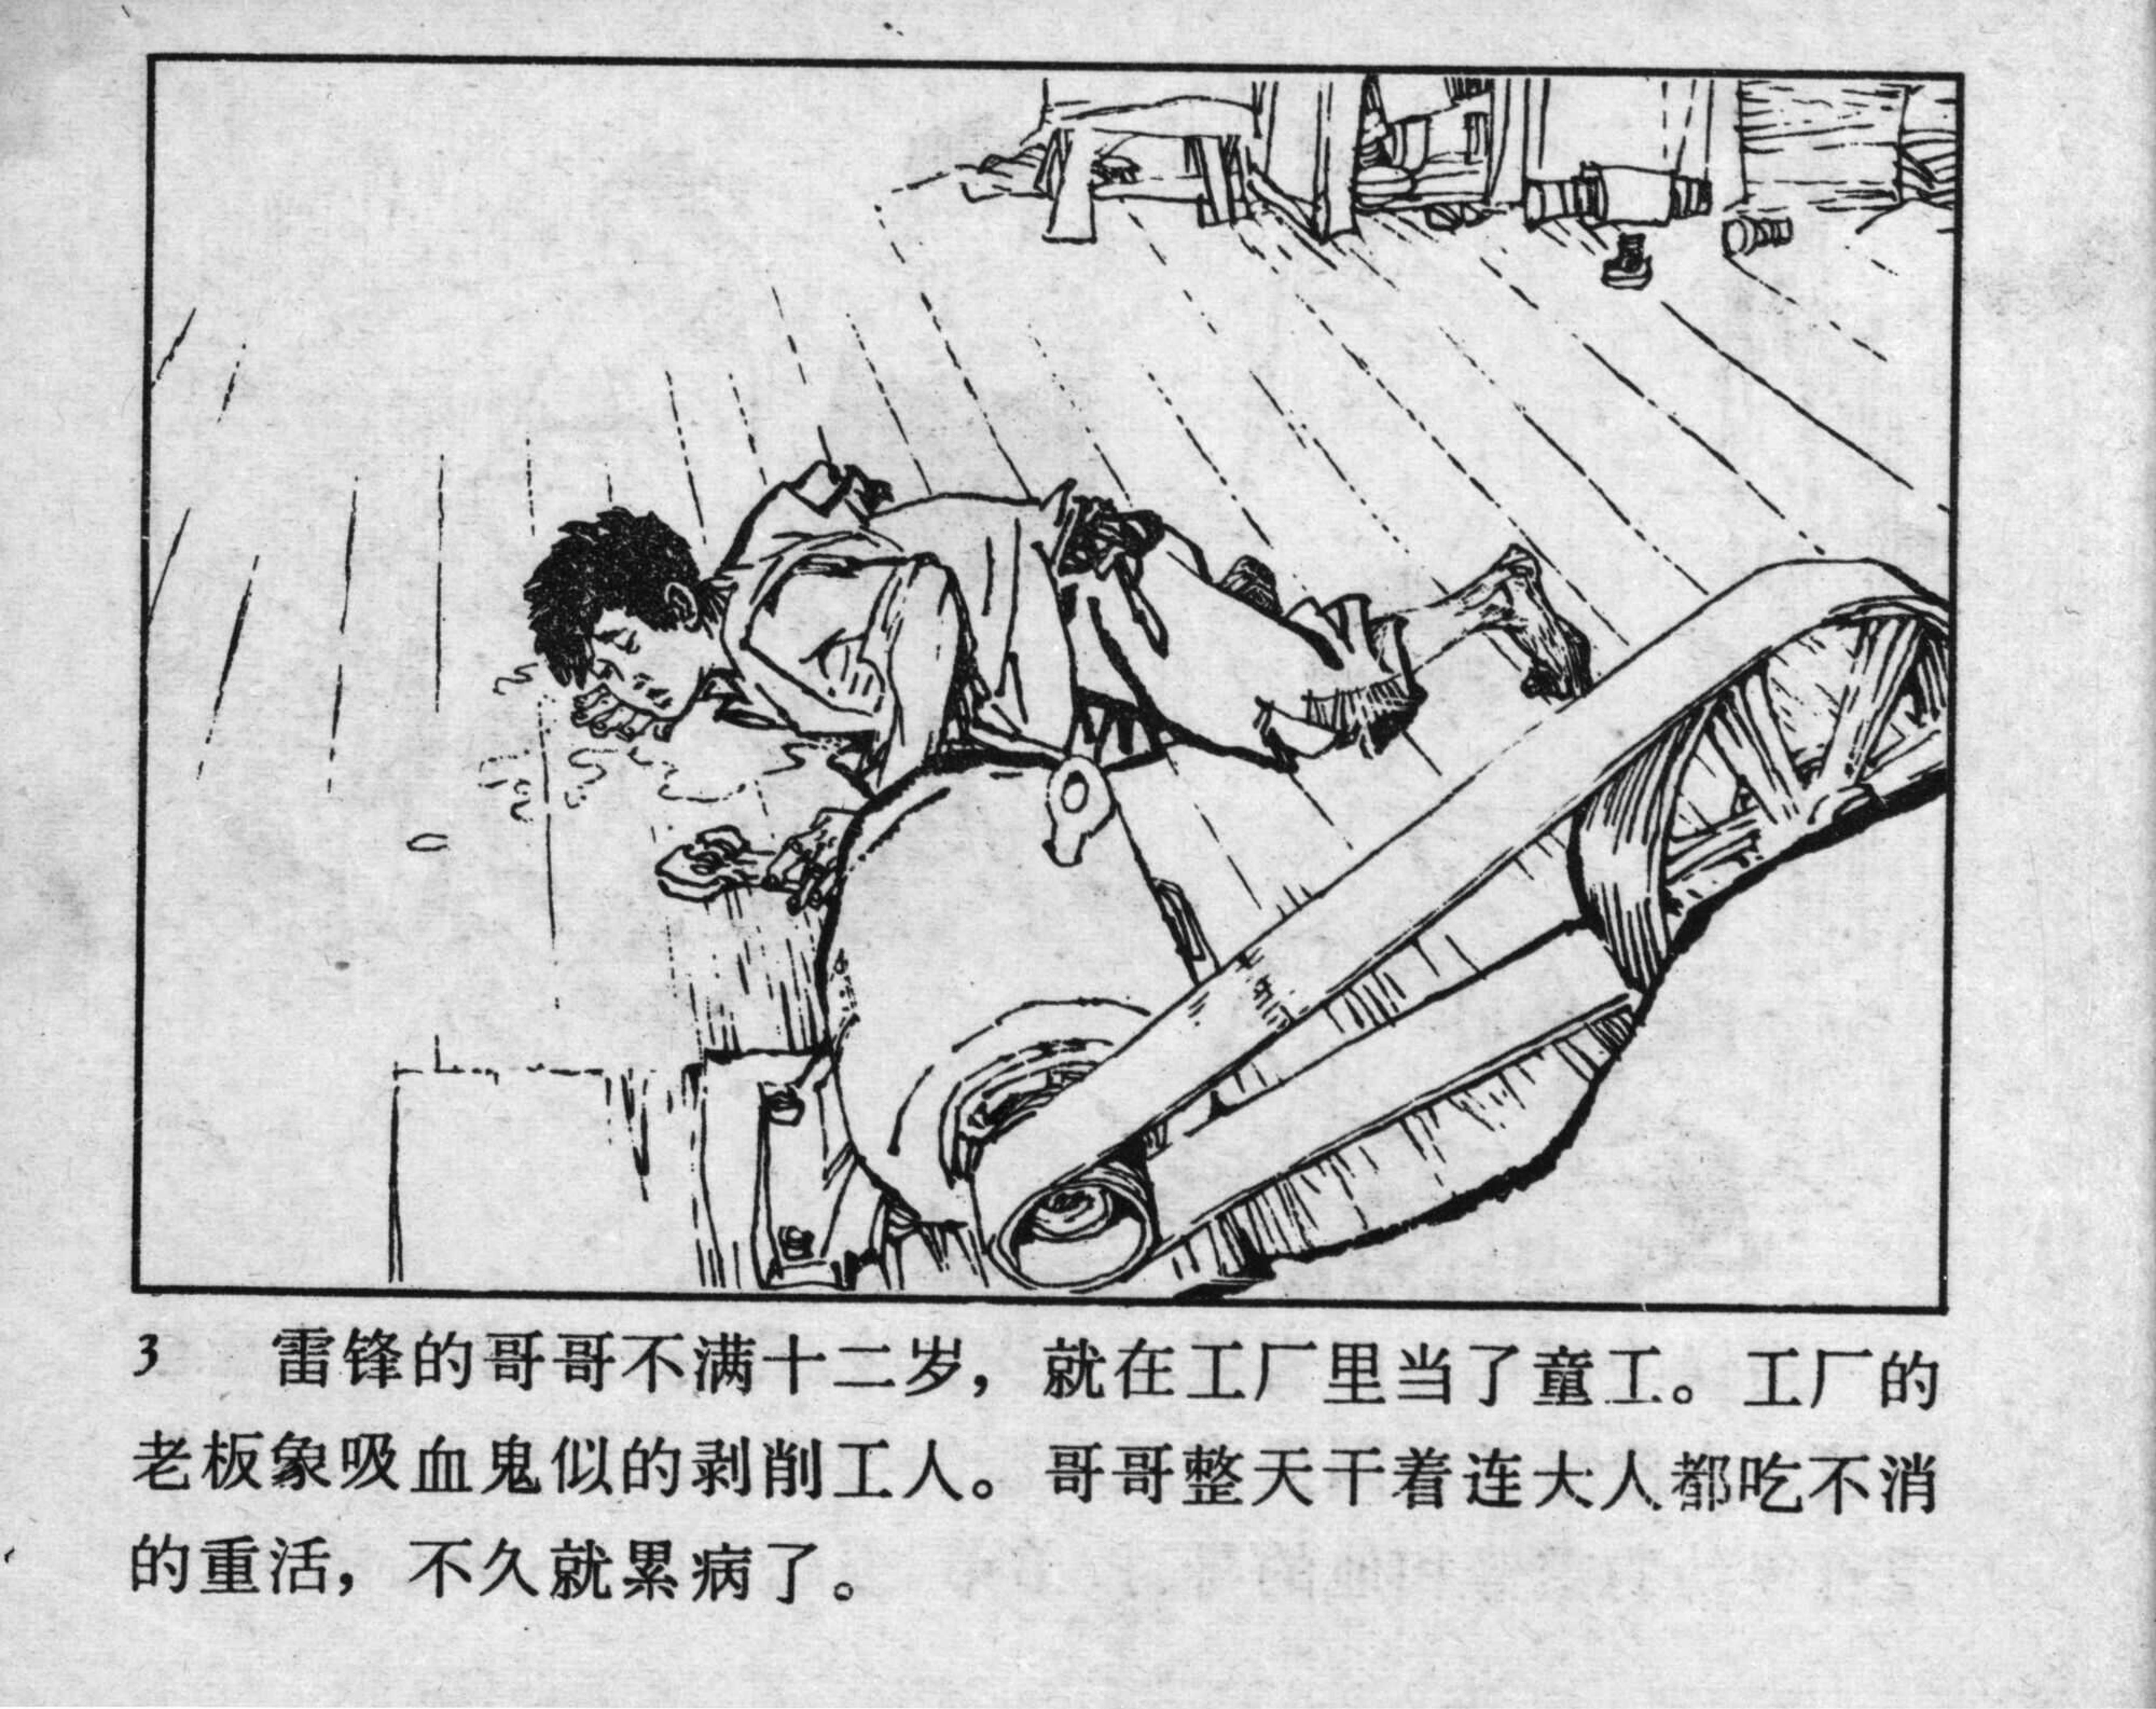 3 雷锋的哥哥不满十二岁，就在工厂里当了童工。工厂的
老板象吸血鬼似的剥削工人。哥哥整天干着连大人都吃不消
的重活，不久就累病了。